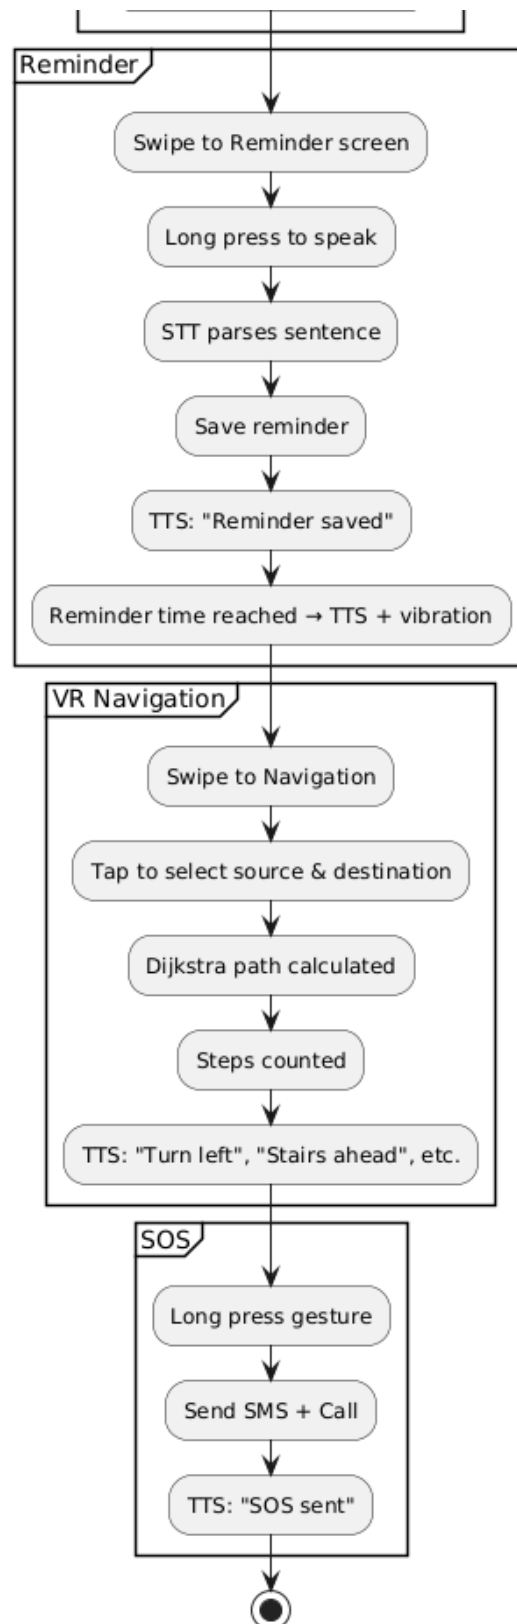 Reminder
Swipe to Reminder screen
Long press to speak
STT parses sentence
Save reminder
TTS: "Reminder saved"
Reminder time reached → TTS + vibration
VR Navigation
Swipe to Navigation
Tap to select source & destination
Dijkstra path calculated
Steps counted
TTS: "Turn left", "Stairs ahead", etc.
SOS
Long press gesture
Send SMS + Call
TTS: "SOS sent"